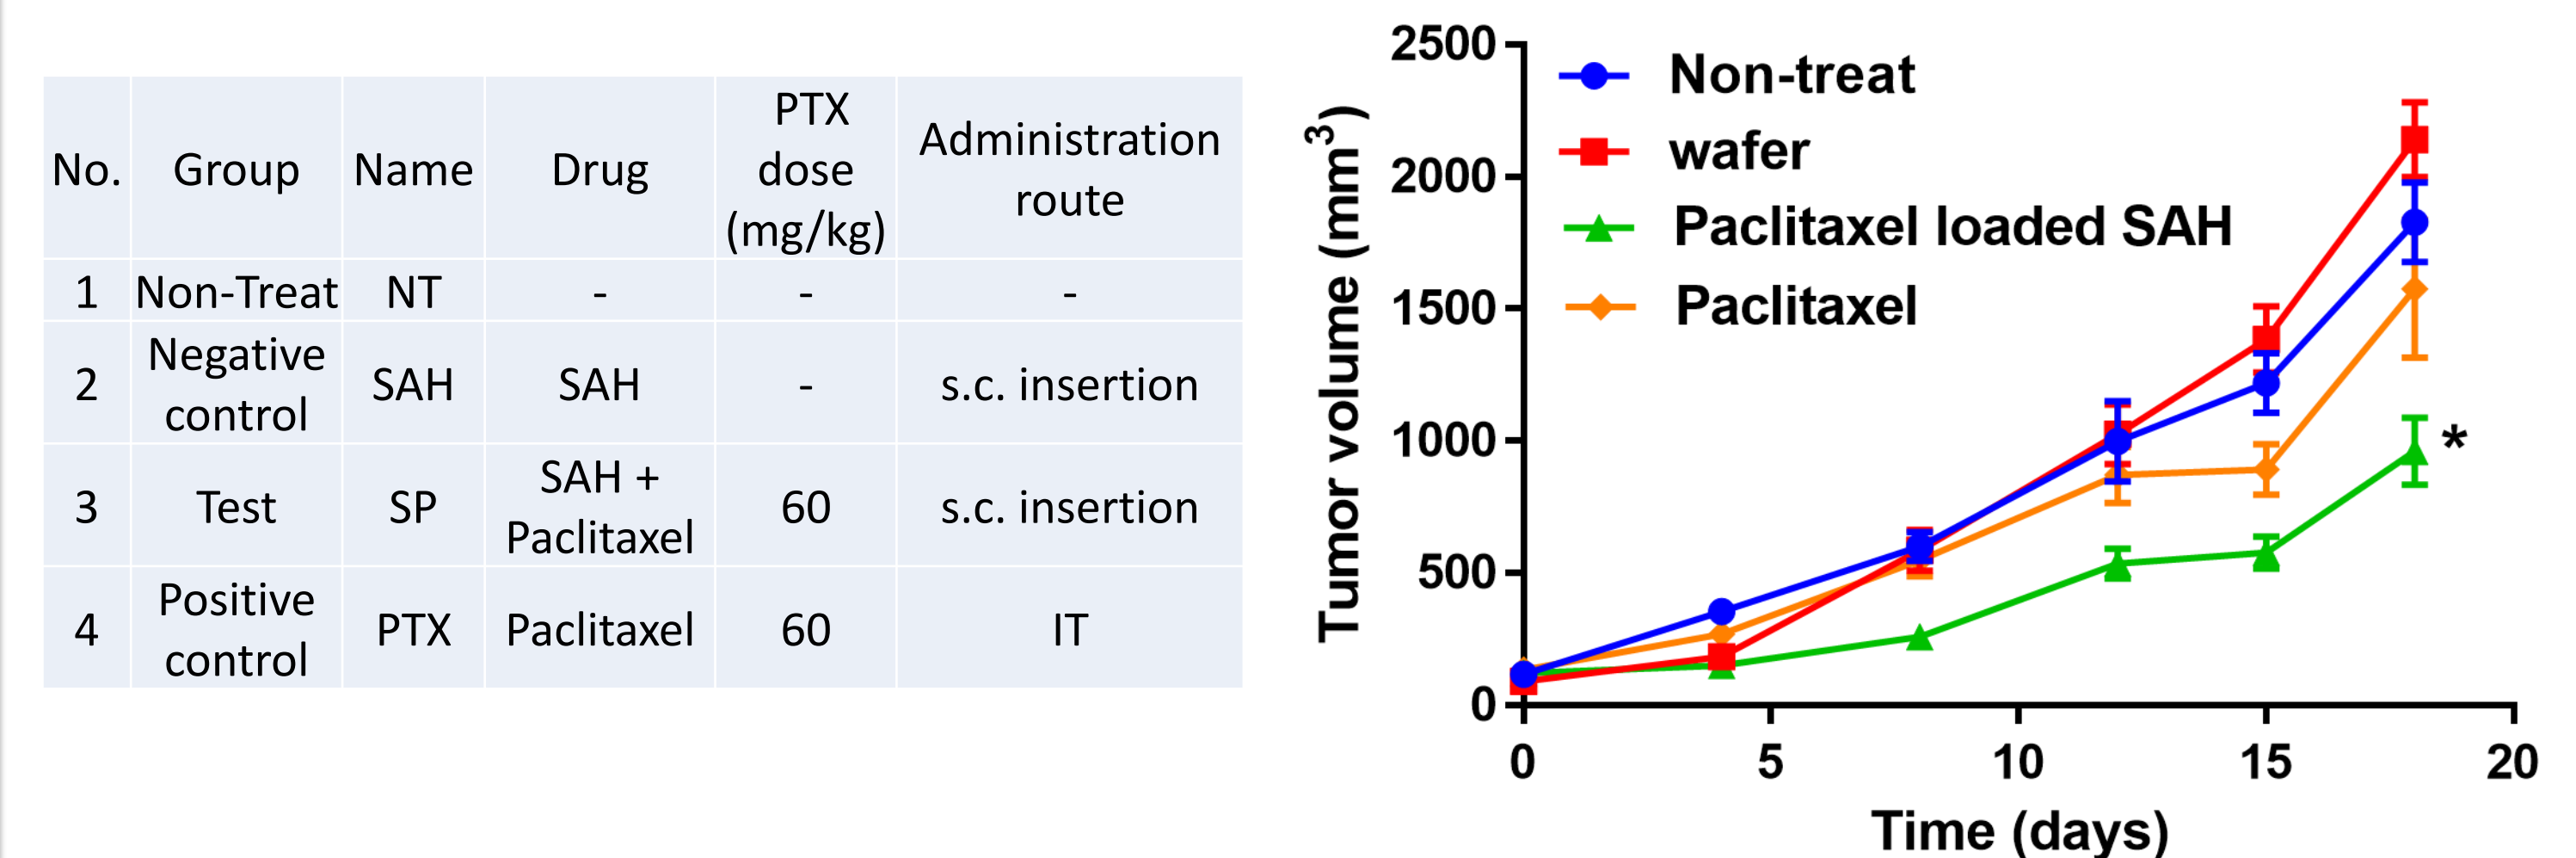 No.
Group
Name
Drug
PTX
dose
(mg/kg)
Administration
route
1
Non-Treat
NT
-
-
-
2
Negative
control
SAH
SAH
-
s.c. insertion
3
Test
SP
SAH +
Paclitaxel
60
s.c. insertion
4
Positive
control
PTX
Paclitaxel
60
IT
Tumor volume (mm³)
2500
2000
1500
1000
500
0
Non-treat
wafer
Paclitaxel loaded SAH
Paclitaxel
*
0
5
10
15
20
Time (days)